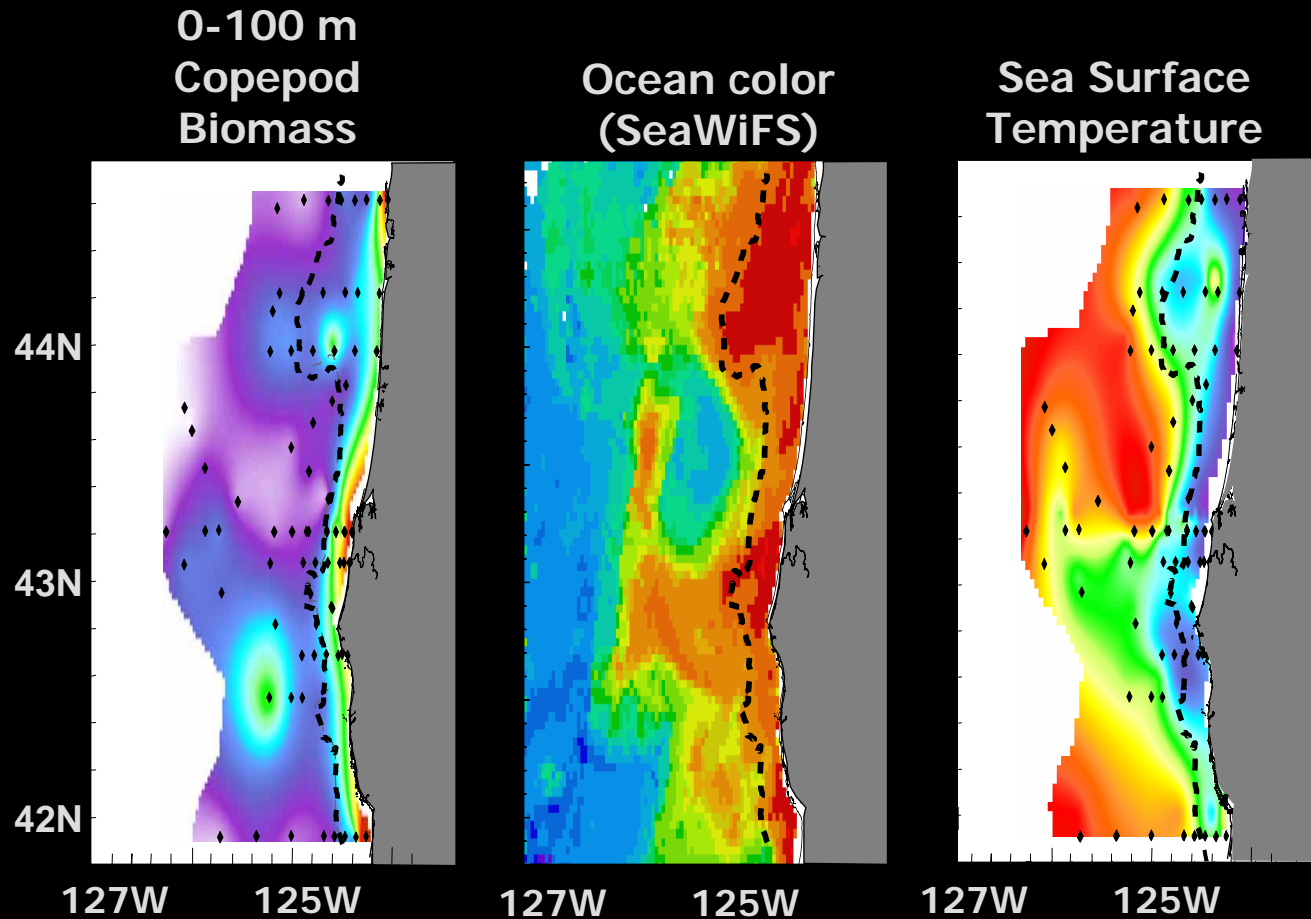 0-100 m
Copepod
Biomass
Ocean color
(SeaWiFS)
Sea Surface
Temperature
44N
43N
42N
127W 125W
127W 125W
127W 125W